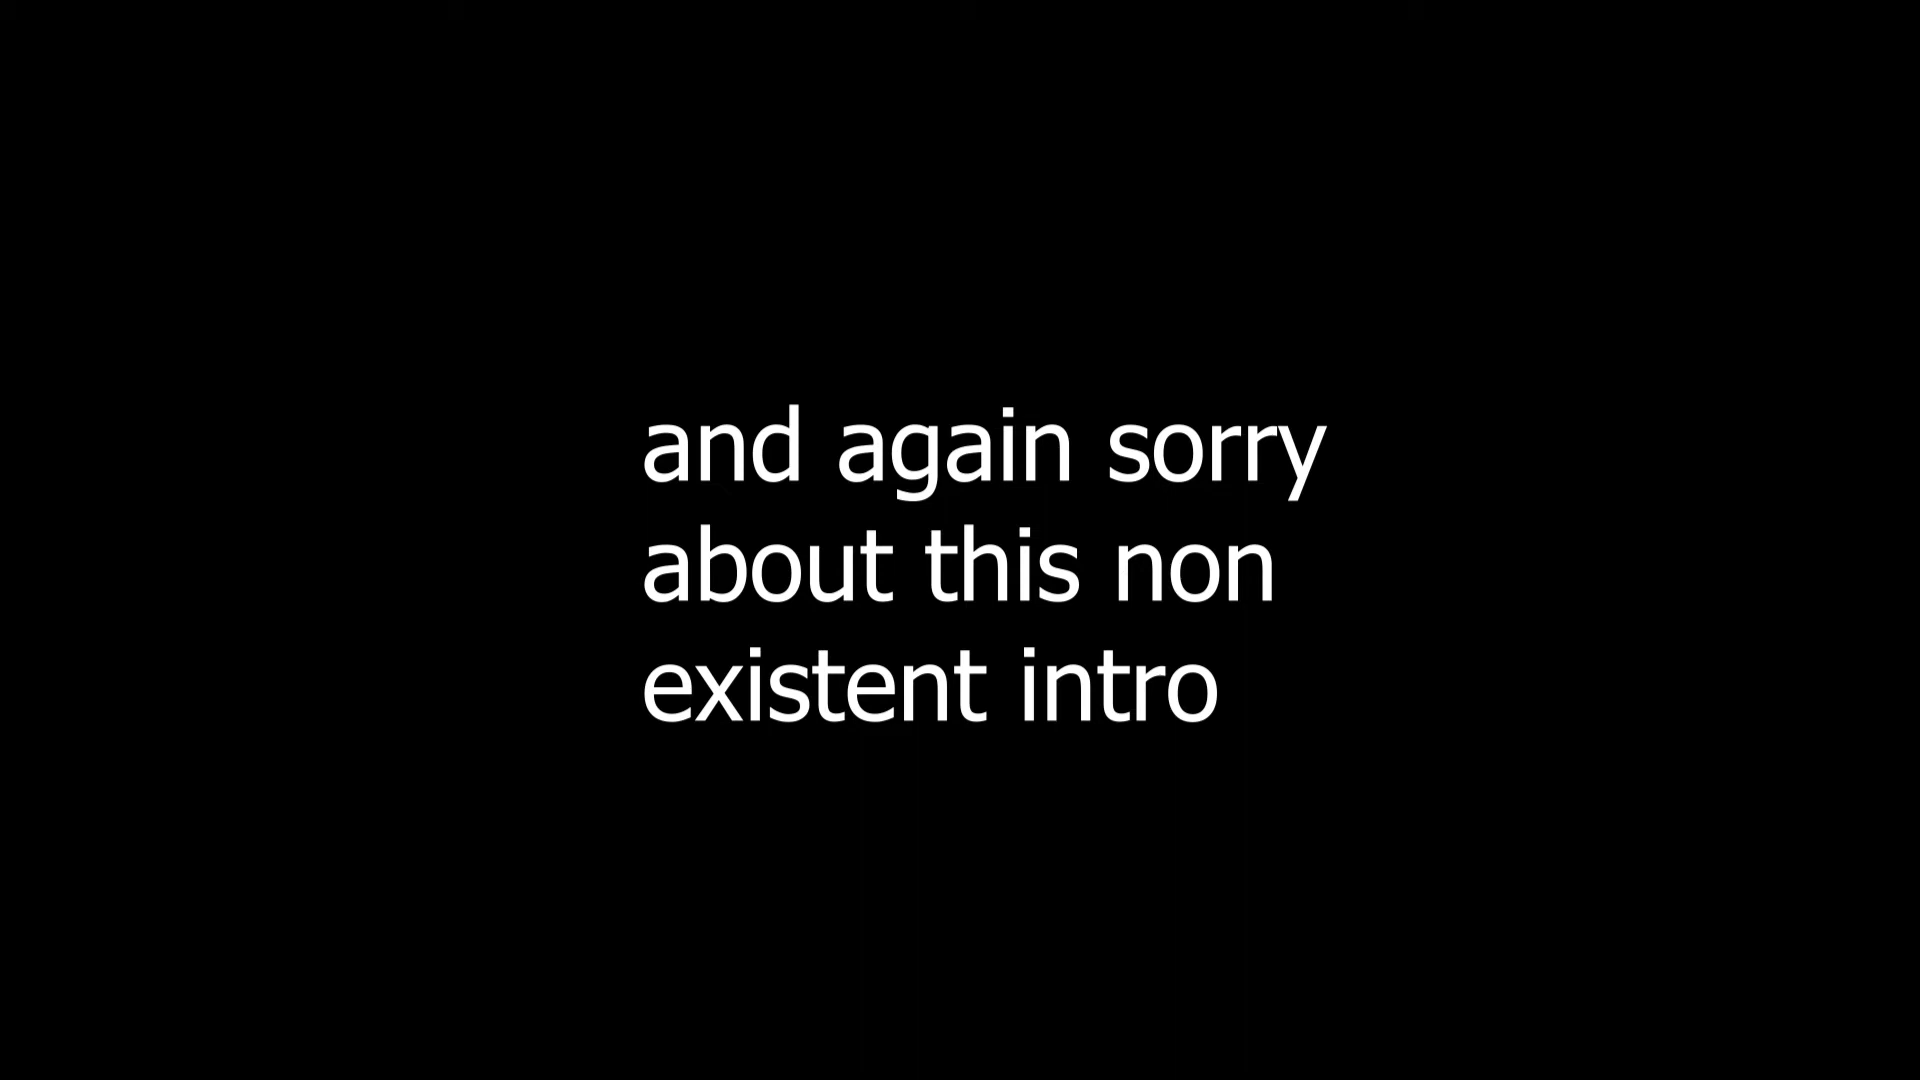 and again sorry
about this non
existent intro